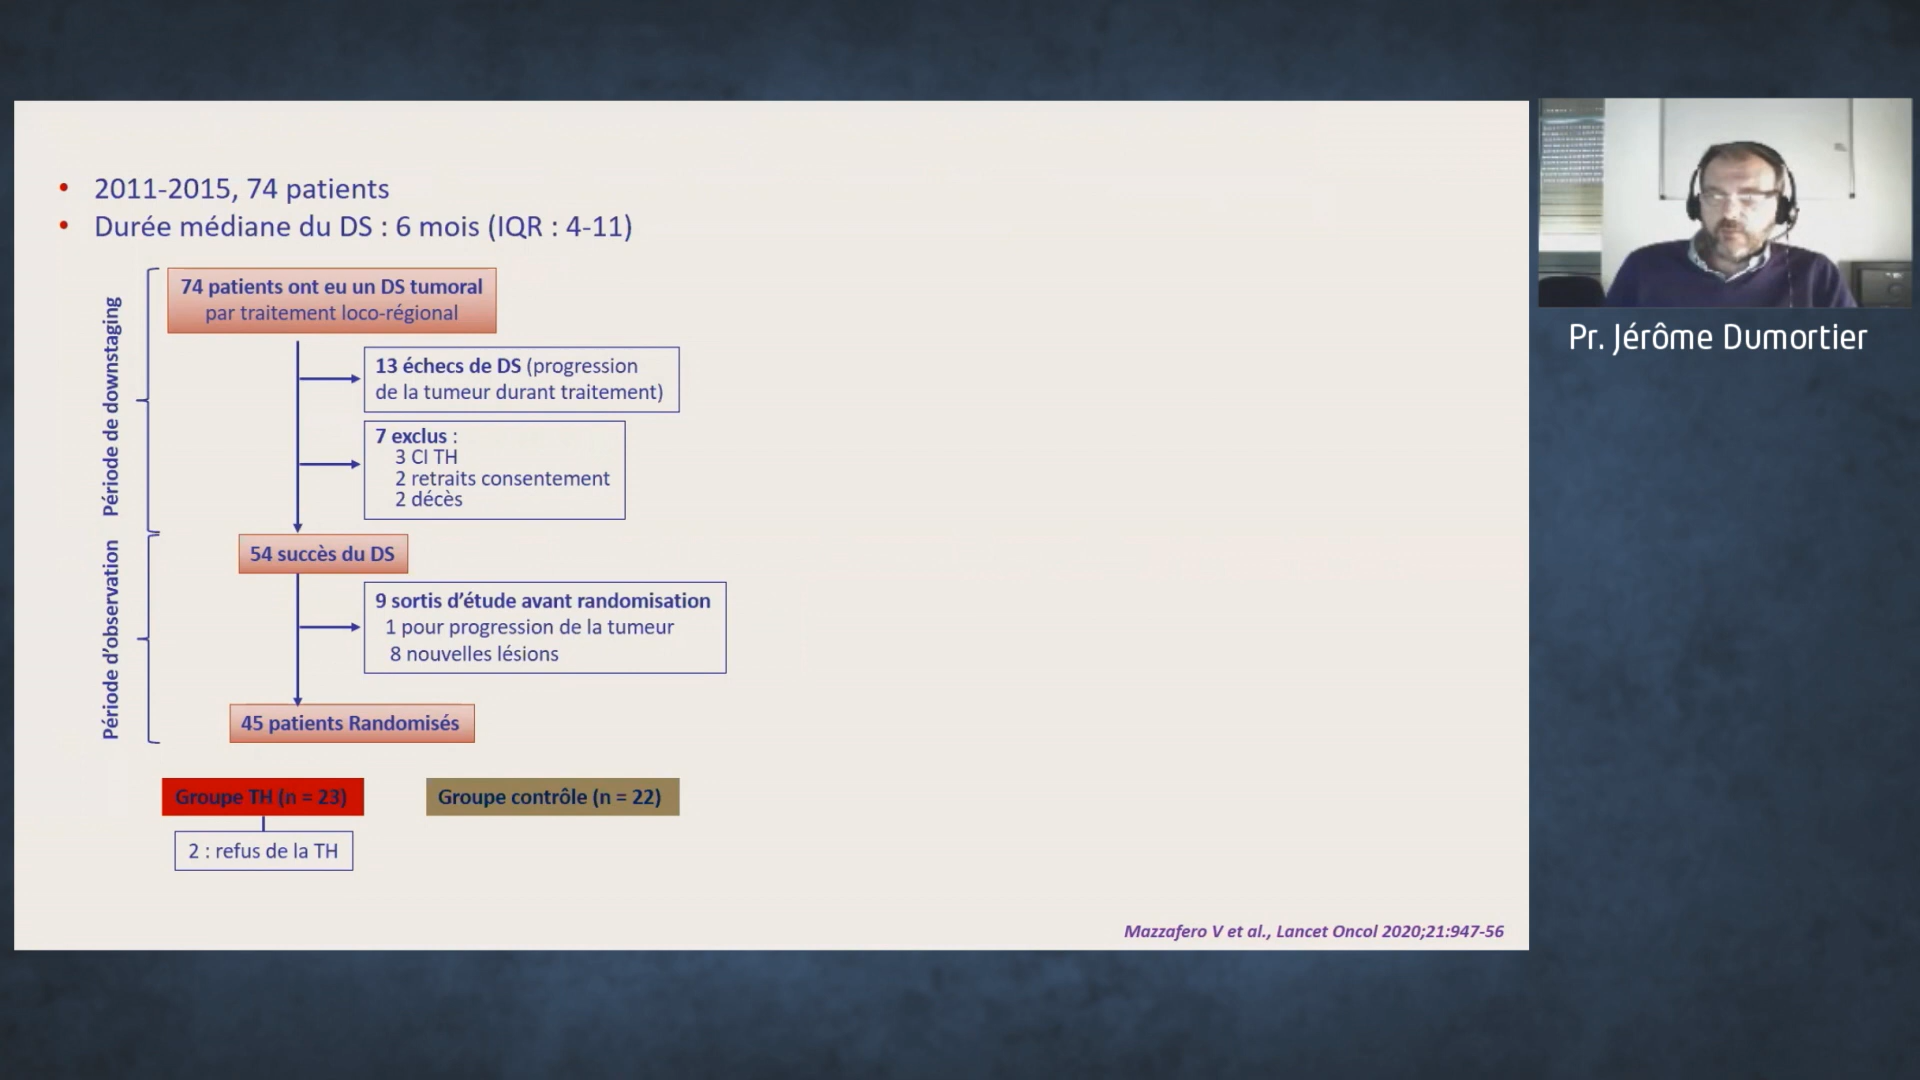 • 2011-2015, 74 patients
• Durée médiane du DS : 6 mois (IQR : 4-11)
Période de downstaging
74 patients ont eu un DS tumoral
par traitement loco-régional
13 échecs de DS (progression
de la tumeur durant traitement)
7 exclus :
3 CI TH
2 retraits consentement
2 décès
Période d'observation
54 succès du DS
9 sortis d'étude avant randomisation
1 pour progression de la tumeur
8 nouvelles lésions
45 patients Randomisés
Groupe TH (n = 23)
Groupe contrôle (n = 22)
2 : refus de la TH
Mazzafero V et al., Lancet Oncol 2020;21:947-56
Pr. Jérôme Dumortier